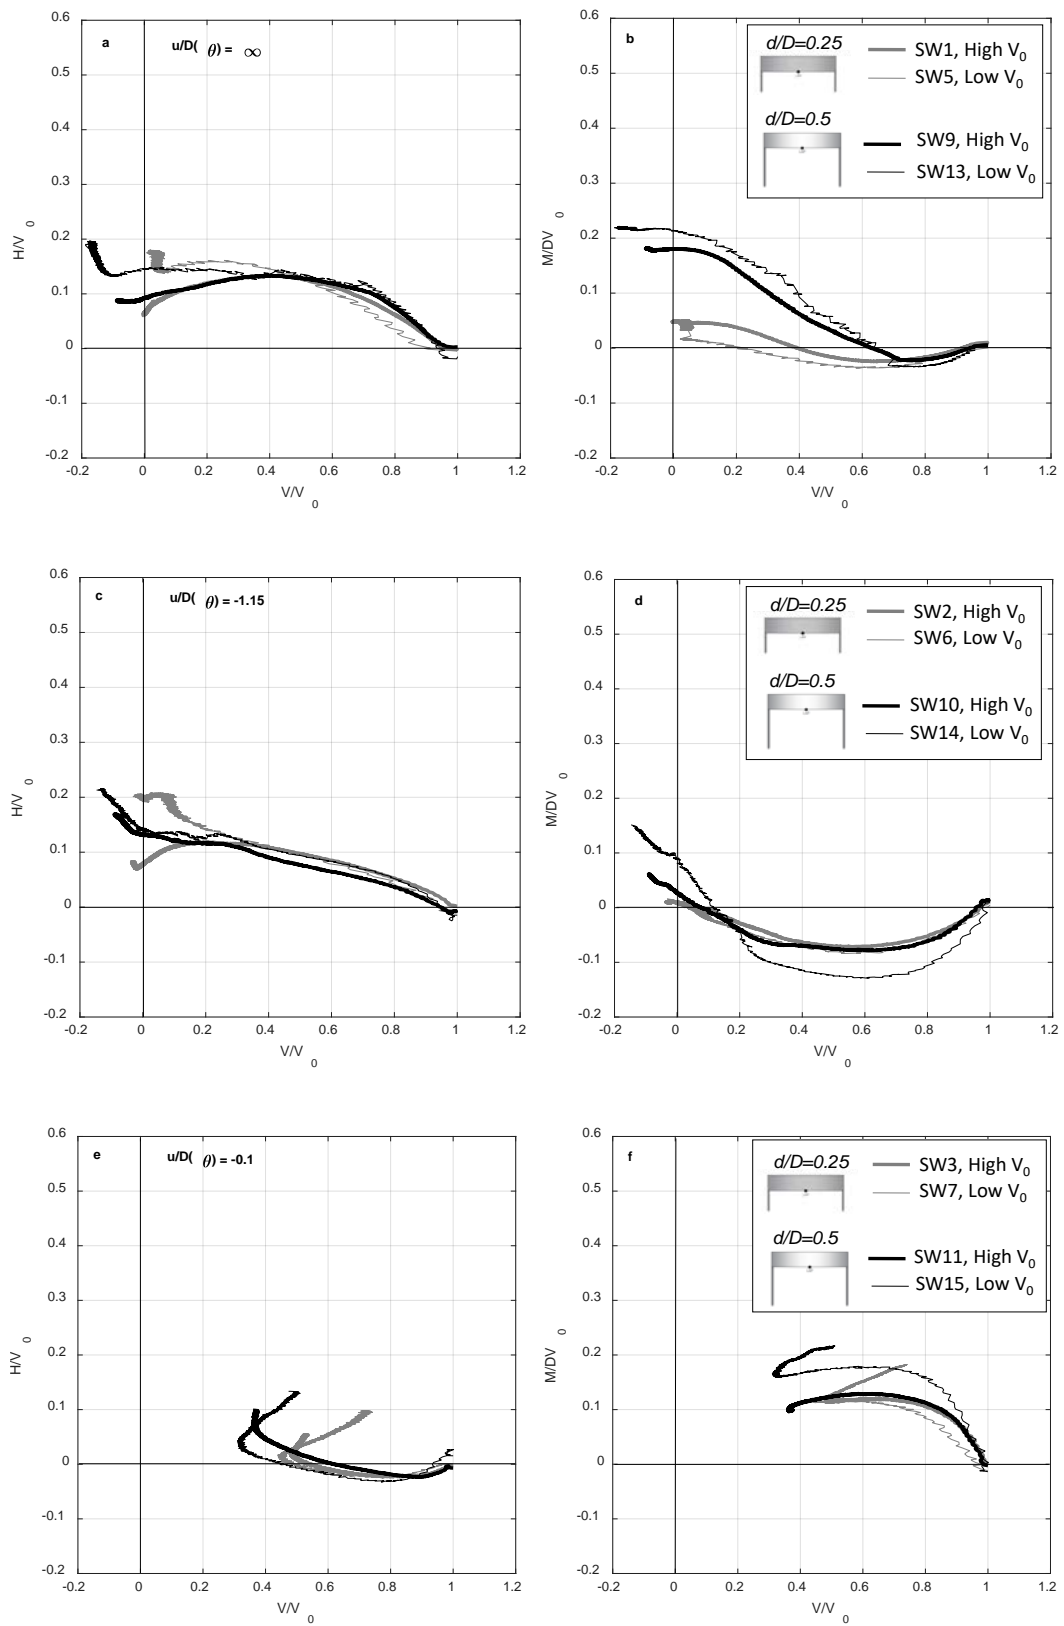 a
u/D( θ) = ∞
0.6
0.5
0.4
0.3
0.2
0.1
0
-0.1
-0.2
H/V0
-0.2 0 0.2 0.4 0.6 0.8 1 1.2
V/V0
b
d/D=0.25
SW1, High V0
SW5, Low V0
d/D=0.5
SW9, High V0
SW13, Low V0
0.6
0.5
0.4
0.3
0.2
0.1
0
-0.1
-0.2
M/DV0
-0.2 0 0.2 0.4 0.6 0.8 1 1.2
V/V0
c
u/D( θ) = -1.15
0.6
0.5
0.4
0.3
0.2
0.1
0
-0.1
-0.2
H/V0
-0.2 0 0.2 0.4 0.6 0.8 1 1.2
V/V0
d
d/D=0.25
SW2, High V0
SW6, Low V0
d/D=0.5
SW10, High V0
SW14, Low V0
0.6
0.5
0.4
0.3
0.2
0.1
0
-0.1
-0.2
M/DV0
-0.2 0 0.2 0.4 0.6 0.8 1 1.2
V/V0
e
u/D( θ) = -0.1
0.6
0.5
0.4
0.3
0.2
0.1
0
-0.1
-0.2
H/V0
-0.2 0 0.2 0.4 0.6 0.8 1 1.2
V/V0
f
d/D=0.25
SW3, High V0
SW7, Low V0
d/D=0.5
SW11, High V0
SW15, Low V0
0.6
0.5
0.4
0.3
0.2
0.1
0
-0.1
-0.2
M/DV0
-0.2 0 0.2 0.4 0.6 0.8 1 1.2
V/V0